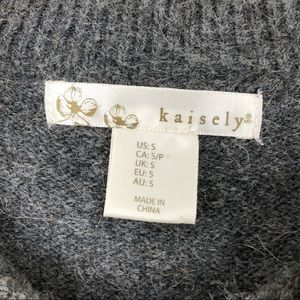 kaisely®
US: S
CA: S/P
UK: S
EU: S
AU: S
MADE IN
CHINA